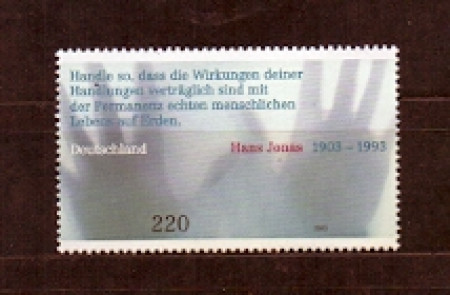 Handle so, dass die Wirkungen deiner
Handlungen verträglich sind mit
der Permanenz echten menschlichen
Lebens auf Erden.
Deutschland
Hans Jonas 1903 – 1993
220